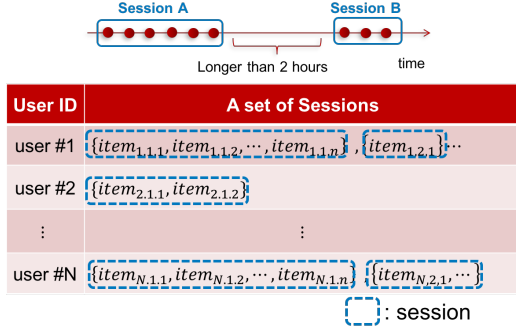 Session A Session B
Longer than 2 hours time
User ID A set of Sessions
user #1 {item1.1.1, item1.1.2, ⋯, item1.1.n} , {item1,2,1} ⋯
user #2 {item2.1.1, item2.1.2}
⋮ ⋮
user #N {itemN.1.1, itemN.1.2, ⋯, itemN.1.n} {itemN,2,1, ⋯}
: session